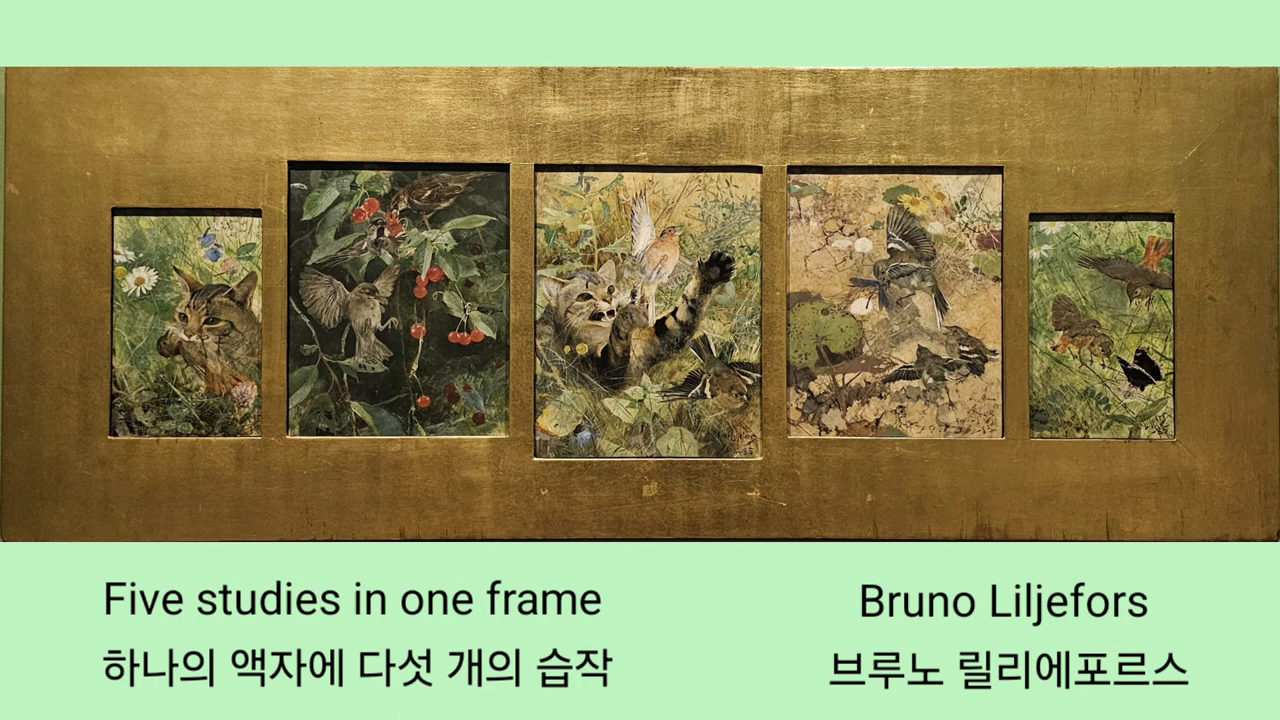 Five studies in one frame
하나의 액자에 다섯 개의 습작
Bruno Liljefors
브루노 릴리에포르스